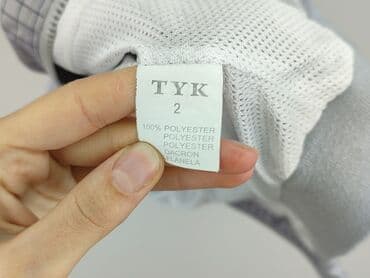 TYK
2
100% POLYESTER
POLYESTER
POLYESTER
DACRON
FLANELA